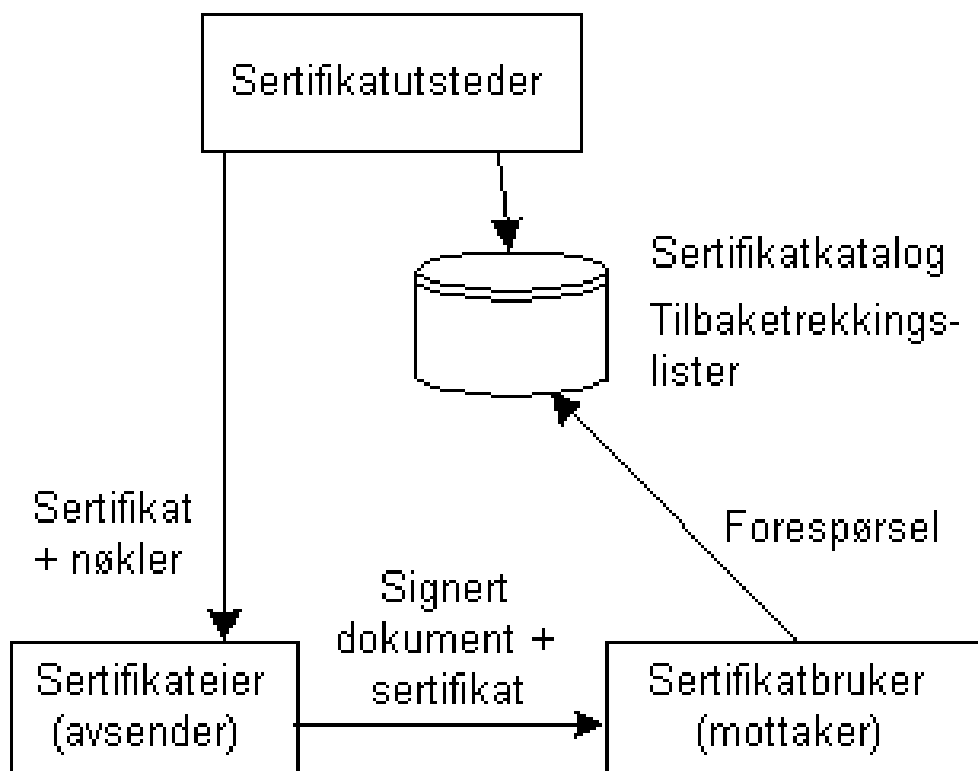 Sertifikatutsteder
Sertifikatkatalog
Tilbaketrekkings-
lister
Sertifikat
+ nøkler
Forespørsel
Signert
dokument +
sertifikat
Sertifikateier
(avsender)
Sertifikatbruker
(mottaker)